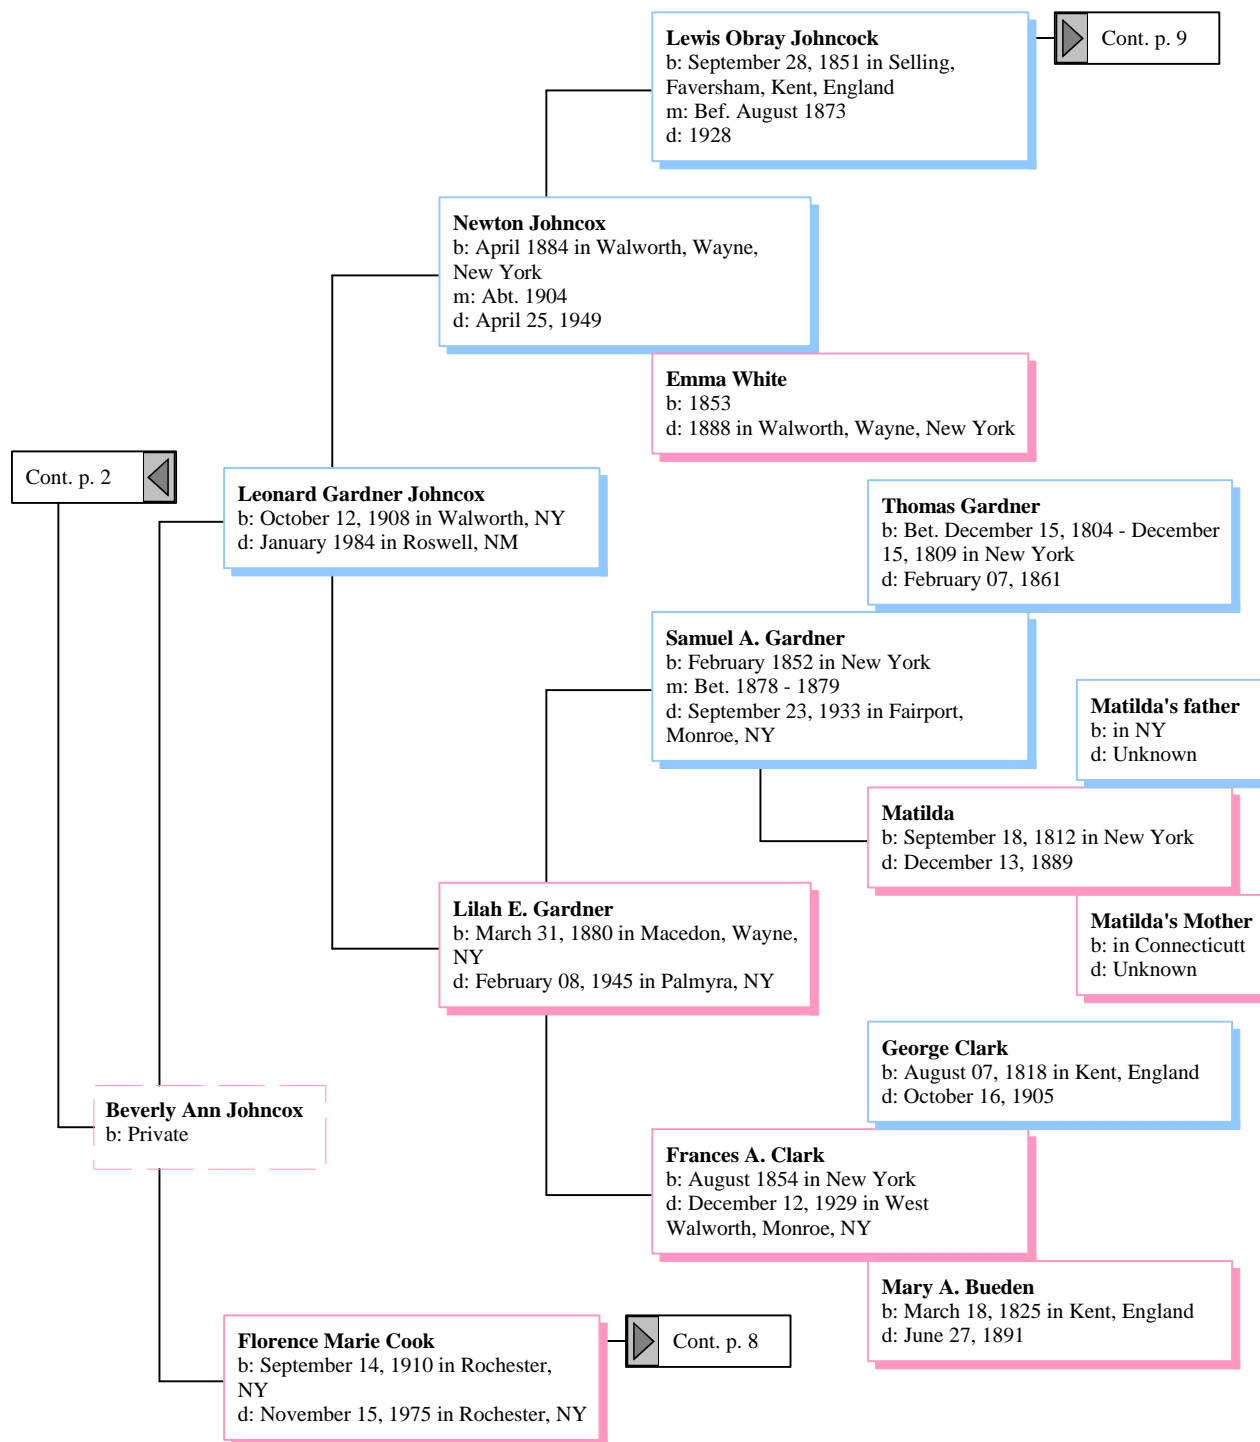 Lewis Obray Johncock
b: September 28, 1851 in Selling,
Faversham, Kent, England
m: Bef. August 1873
d: 1928
Cont. p. 9
Newton Johncox
b: April 1884 in Walworth, Wayne,
New York
m: Abt. 1904
d: April 25, 1949
Emma White
b: 1853
d: 1888 in Walworth, Wayne, New York
Cont. p. 2
Leonard Gardner Johncox
b: October 12, 1908 in Walworth, NY
d: January 1984 in Roswell, NM
Thomas Gardner
b: Bet. December 15, 1804 - December
15, 1809 in New York
d: February 07, 1861
Samuel A. Gardner
b: February 1852 in New York
m: Bet. 1878 - 1879
d: September 23, 1933 in Fairport,
Monroe, NY
Matilda's father
b: in NY
d: Unknown
Matilda
b: September 18, 1812 in New York
d: December 13, 1889
Lilah E. Gardner
b: March 31, 1880 in Macedon, Wayne,
NY
d: February 08, 1945 in Palmyra, NY
Matilda's Mother
b: in Connecticutt
d: Unknown
George Clark
b: August 07, 1818 in Kent, England
d: October 16, 1905
Beverly Ann Johncox
b: Private
Frances A. Clark
b: August 1854 in New York
d: December 12, 1929 in West
Walworth, Monroe, NY
Mary A. Bueden
b: March 18, 1825 in Kent, England
d: June 27, 1891
Florence Marie Cook
b: September 14, 1910 in Rochester,
NY
d: November 15, 1975 in Rochester, NY
Cont. p. 8